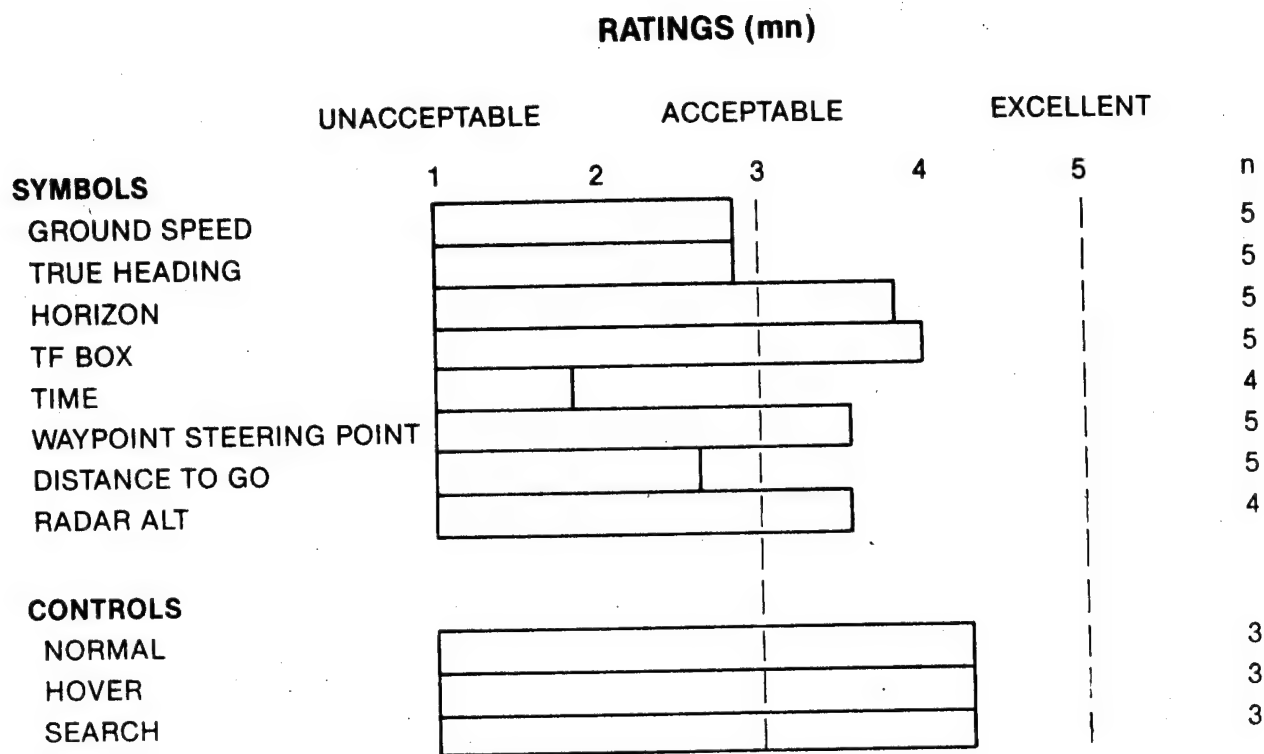 RATINGS (mn)
UNACCEPTABLE ACCEPTABLE EXCELLENT
SYMBOLS 1 2 3 4 5 n
GROUND SPEED 5
TRUE HEADING 5
HORIZON 5
TF BOX 5
TIME 4
WAYPOINT STEERING POINT 5
DISTANCE TO GO 5
RADAR ALT 4
CONTROLS
NORMAL 3
HOVER 3
SEARCH 3